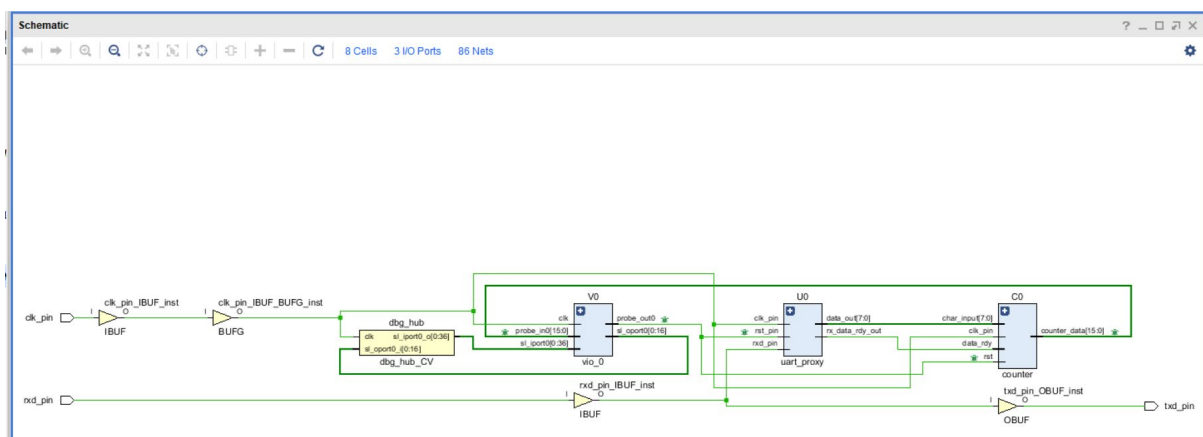 Schematic
8 Cells 3 I/O Ports 86 Nets
clk_pin
clk_pin_IBUF_inst
I O
IBUF
clk_pin_IBUF_BUFG_inst
I O
BUFG
dbg_hub
clk sl_iport0_o[0:36]
sl_oport0_i[0:16]
dbg_hub_CV
V0
clk probe_out0
probe_in0[15:0] sl_oport0[0:16]
sl_iport0[0:36]
vio_0
U0
clk_pin data_out[7:0]
rst_pin rx_data_rdy_out
rxd_pin
uart_proxy
C0
char_input[7:0]
clk_pin counter_data[15:0]
data_rdy
rst
counter
rxd_pin
rxd_pin_IBUF_inst
I O
IBUF
txd_pin_OBUF_inst
I O
OBUF
txd_pin